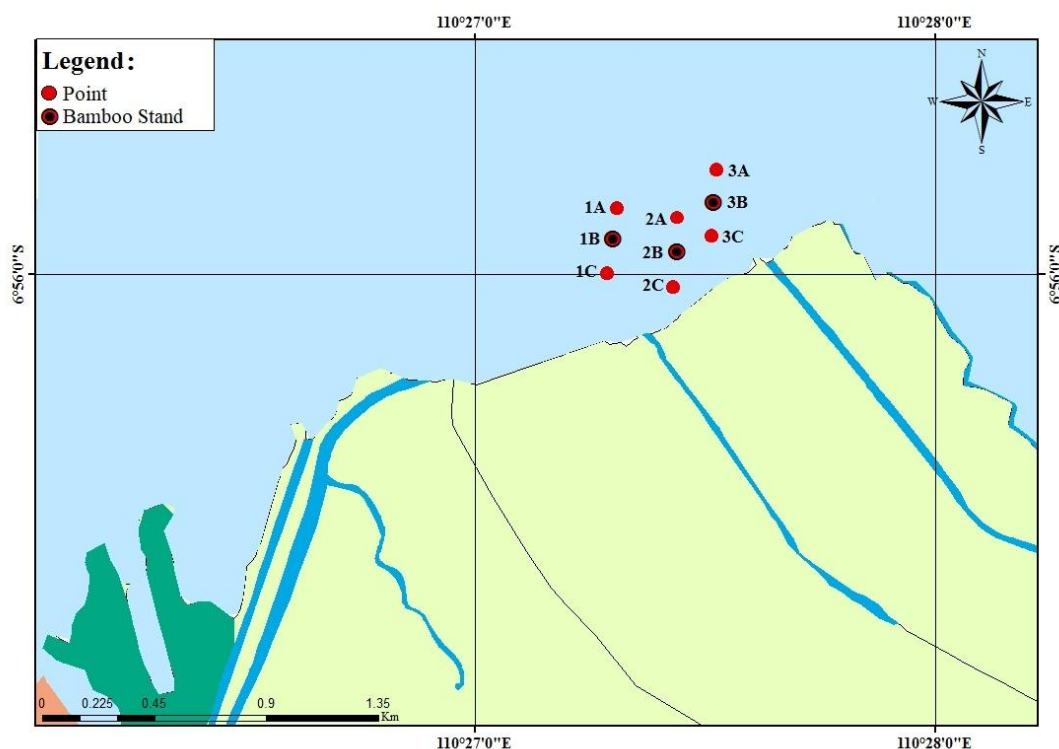 110°27'0"E
110°28'0"E
Legend:
Point
Bamboo Stand
N
W
E
S
3A
3B
1A
2A
3C
1B
2B
1C
2C
6°56'0"S
6°56'0"S
0
0.225
0.45
0.9
1.35
Km
110°27'0"E
110°28'0"E